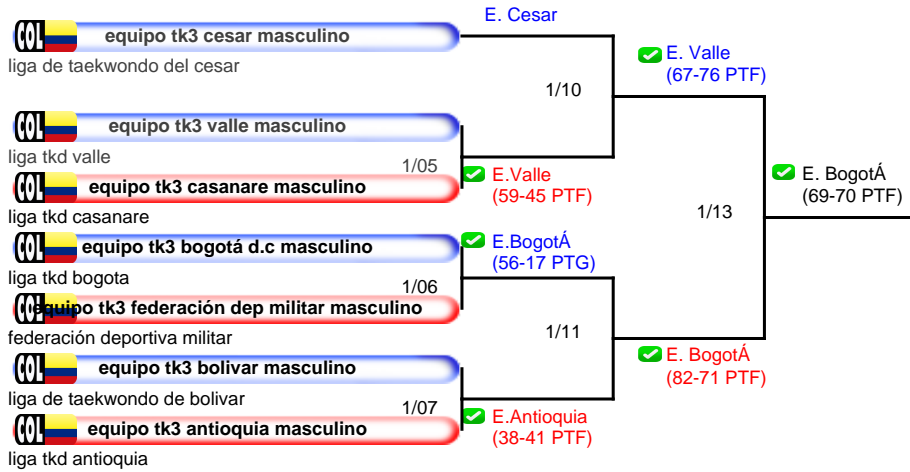 E. Cesar
COL equipo tk3 cesar masculino
liga de taekwondo del cesar
E. Valle
(67-76 PTF)
1/10
COL equipo tk3 valle masculino
liga tkd valle
1/05
E.Valle
(59-45 PTF)
COL equipo tk3 casanare masculino
liga tkd casanare
E. BogotÁ
(69-70 PTF)
1/13
COL equipo tk3 bogotá d.c masculino
liga tkd bogota
E.BogotÁ
(56-17 PTG)
1/06
COL equipo tk3 federación dep militar masculino
federación deportiva militar
1/11
E. BogotÁ
(82-71 PTF)
COL equipo tk3 bolivar masculino
liga de taekwondo de bolivar
1/07
E.Antioquia
(38-41 PTF)
COL equipo tk3 antioquia masculino
liga tkd antioquia